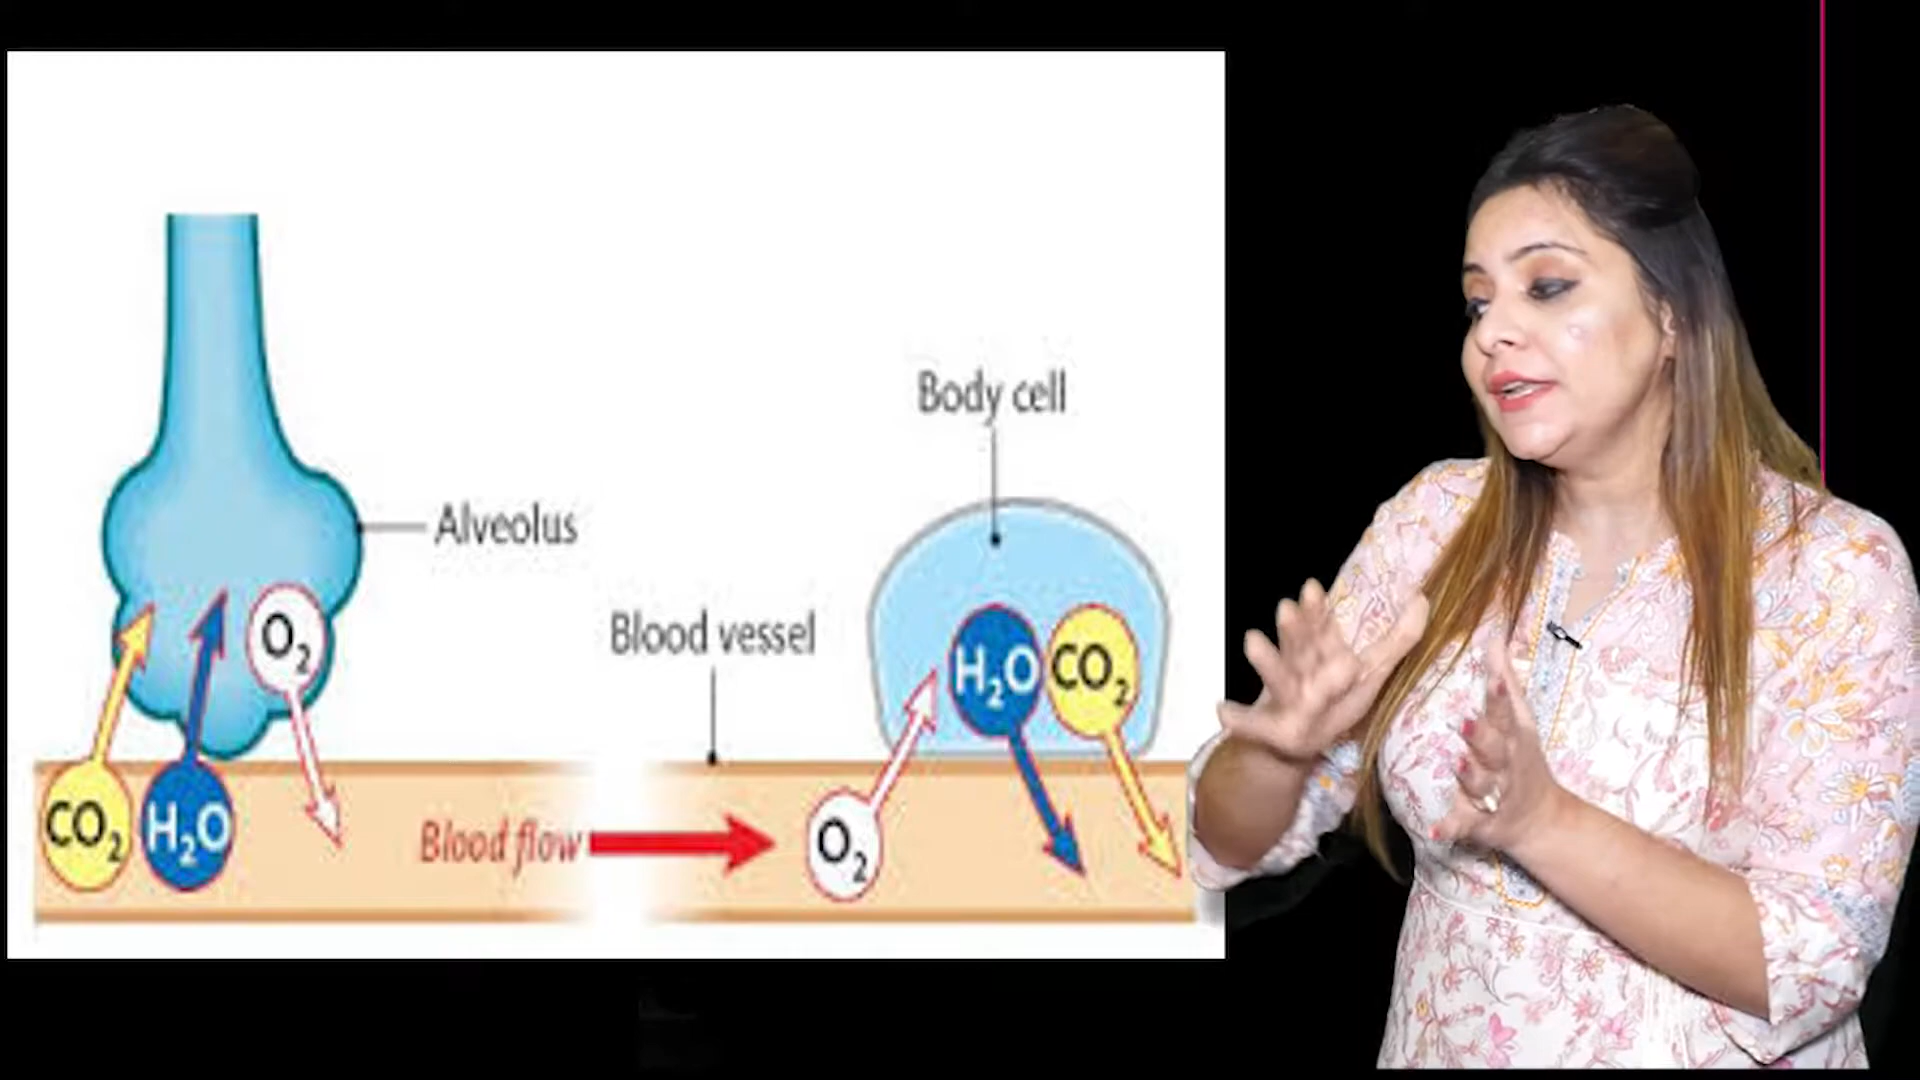 Body cell
Alveolus
Blood vessel
O₂
H₂O
CO₂
CO₂
H₂O
Blood flow
O₂